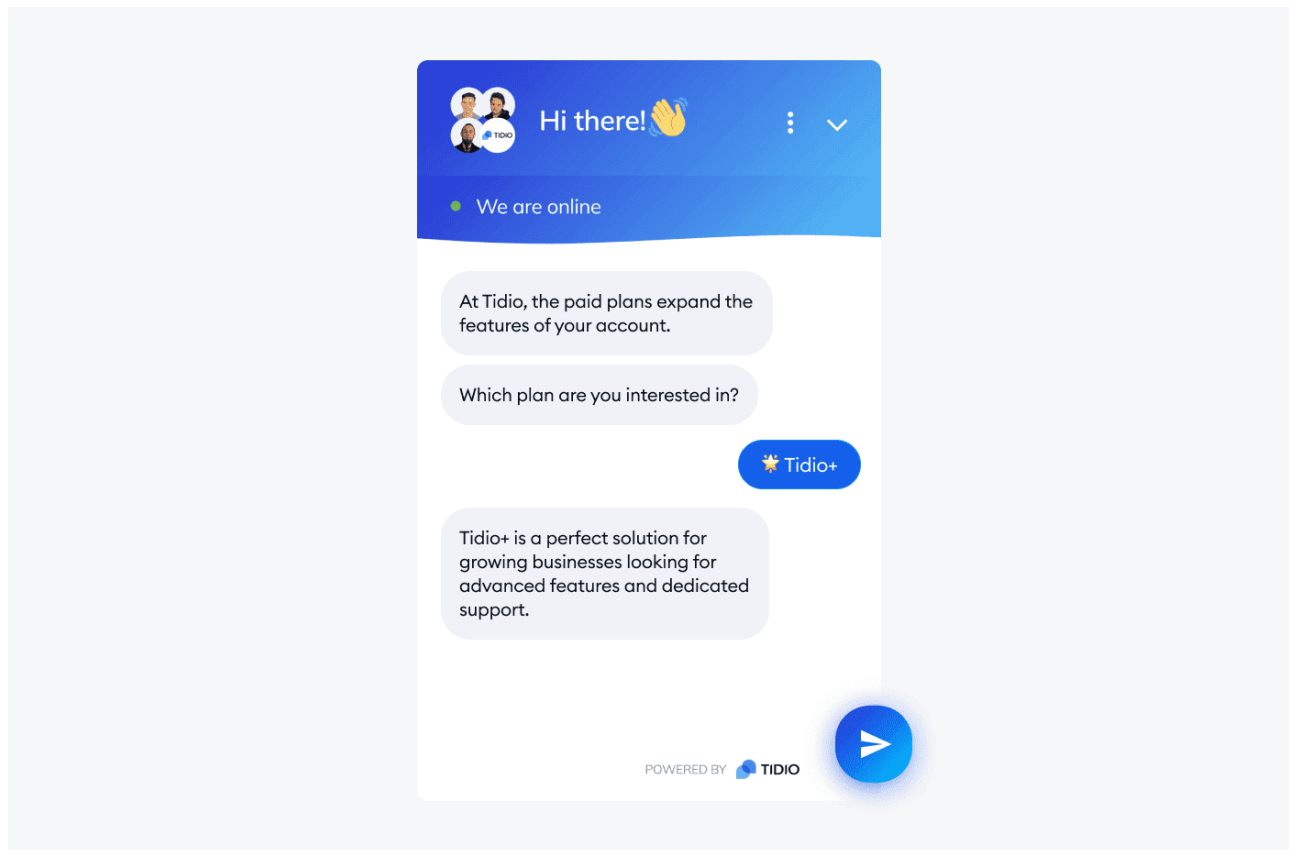 TIDIO
Hi there!👋
We are online
At Tidio, the paid plans expand the
features of your account.
Which plan are you interested in?
🌟 Tidio+
Tidio+ is a perfect solution for
growing businesses looking for
advanced features and dedicated
support.
POWERED BY TIDIO